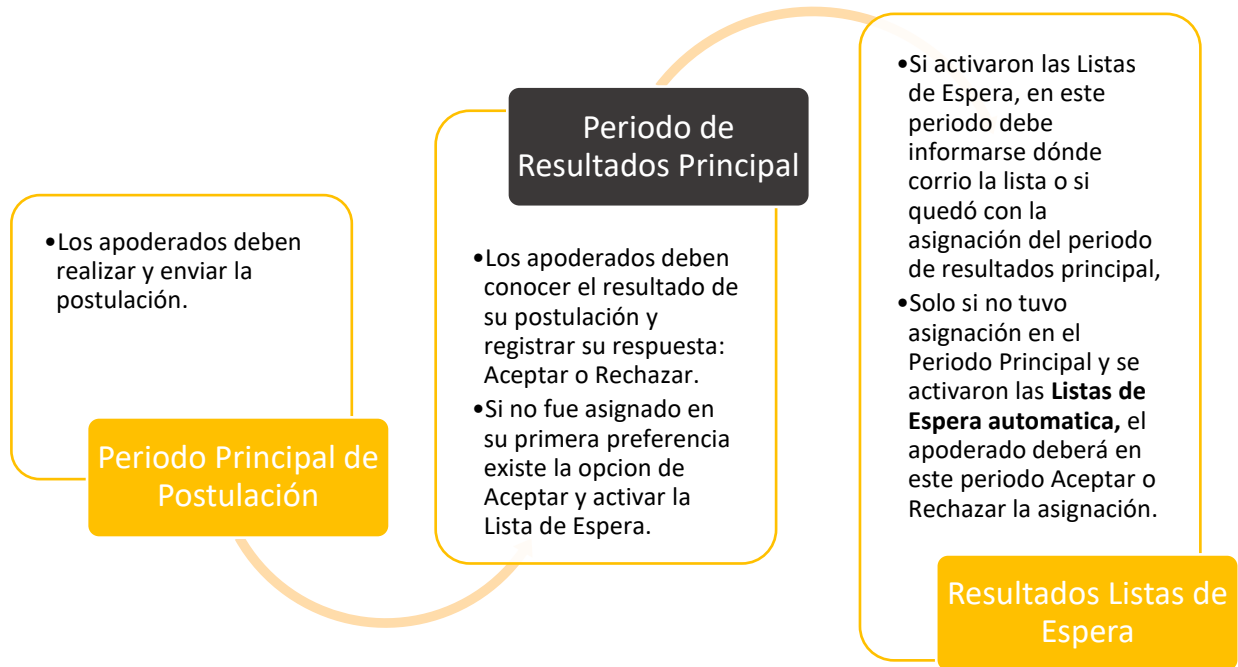 •Los apoderados deben
realizar y enviar la
postulación.
Periodo Principal de
Postulación
Periodo de
Resultados Principal
•Los apoderados deben
conocer el resultado de
su postulación y
registrar su respuesta:
Aceptar o Rechazar.
•Si no fue asignado en
su primera preferencia
existe la opcion de
Aceptar y activar la
Lista de Espera.
•Si activaron las Listas
de Espera, en este
periodo debe
informarse dónde
corrio la lista o si
quedó con la
asignación del periodo
de resultados principal,
•Solo si no tuvo
asignación en el
Periodo Principal y se
activaron las Listas de
Espera automatica, el
apoderado deberá en
este periodo Aceptar o
Rechazar la asignación.
Resultados Listas de
Espera